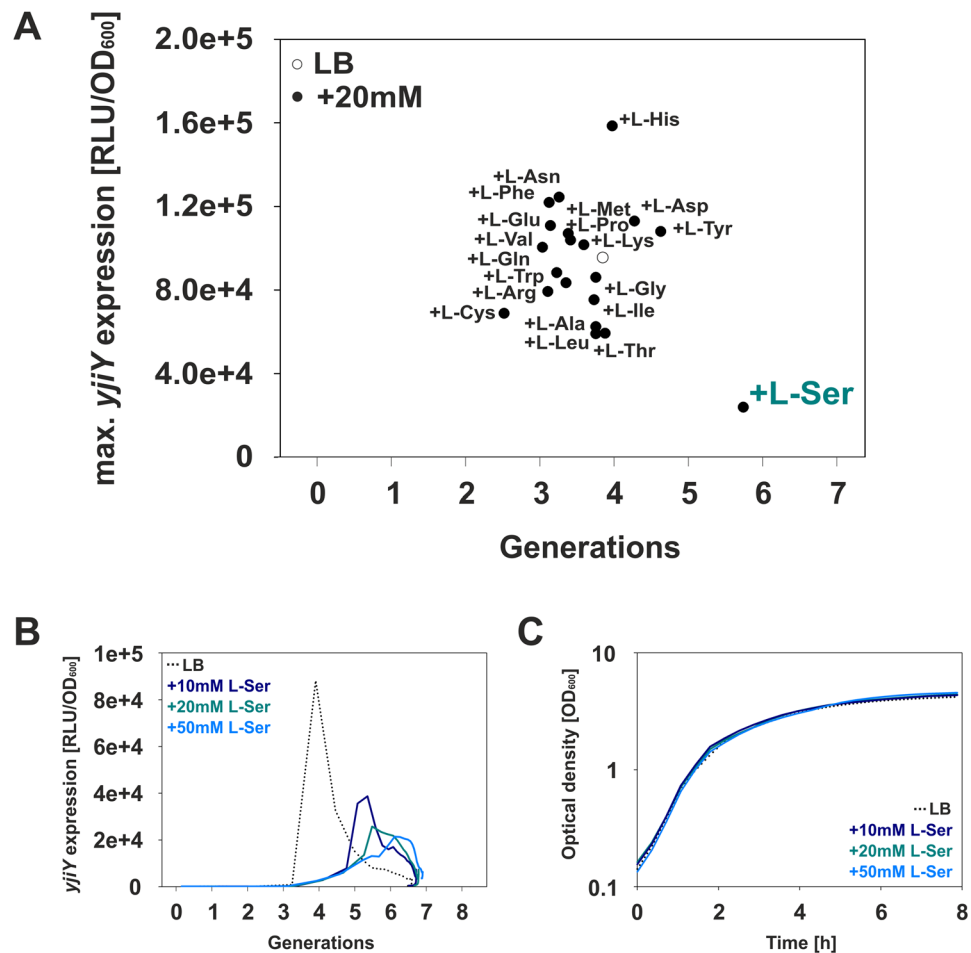 A
max. yjiY expression [RLU/OD600]
2.0e+5
1.6e+5
1.2e+5
8.0e+4
4.0e+4
0
LB
+20mM
+L-His
+L-Asn
+L-Phe
+L-Met
+L-Asp
+L-Glu
+L-Pro
+L-Tyr
+L-Val
+L-Lys
+L-Gln
+L-Trp
+L-Gly
+L-Arg
+L-Ile
+L-Cys
+L-Ala
+L-Leu
+L-Thr
+L-Ser
0 1 2 3 4 5 6 7
Generations
B
yjiY expression [RLU/OD600]
1e+5
8e+4
6e+4
4e+4
2e+4
0
LB
+10mM L-Ser
+20mM L-Ser
+50mM L-Ser
0 1 2 3 4 5 6 7 8
Generations
C
Optical density [OD600]
10
1
0.1
LB
+10mM L-Ser
+20mM L-Ser
+50mM L-Ser
0 2 4 6 8
Time [h]